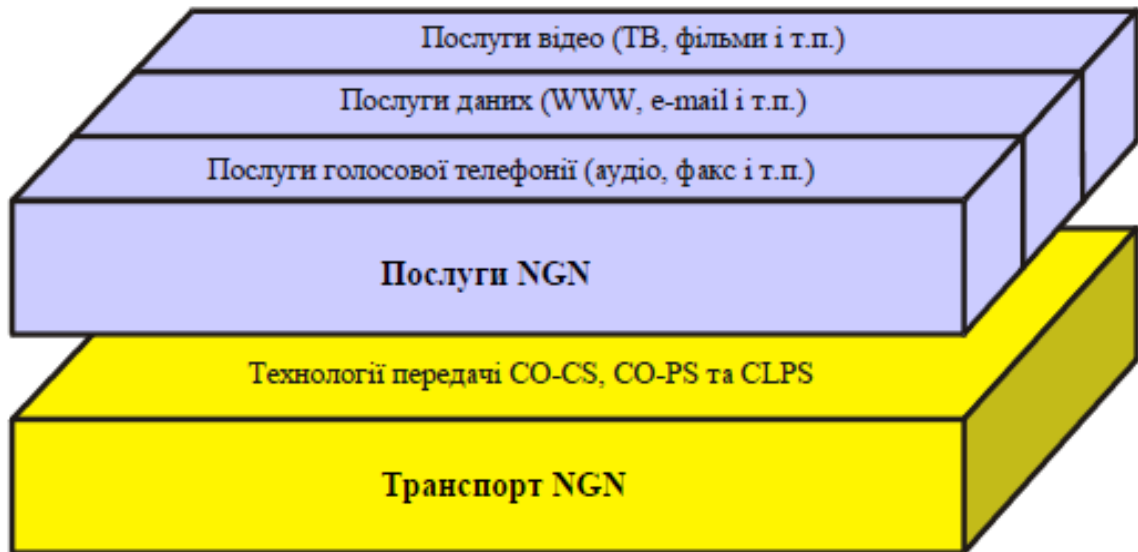 Послуги відео (ТВ, фільми і т.п.)
Послуги даних (WWW, e-mail і т.п.)
Послуги голосової телефонії (аудіо, факс і т.п.)
Послуги NGN
Технології передачі CO-CS, CO-PS та CLPS
Транспорт NGN